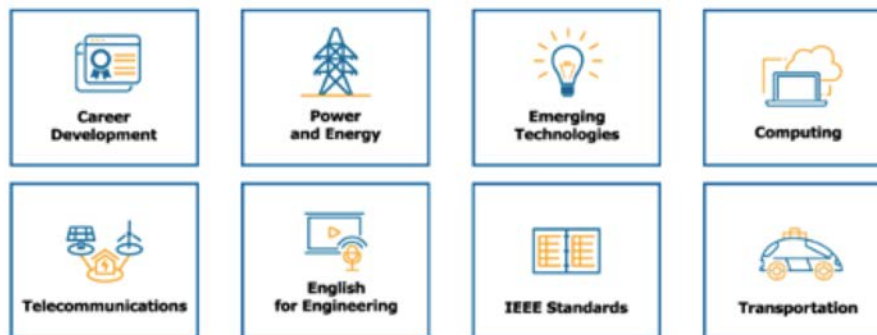 Career
Development
Power
and Energy
Emerging
Technologies
Computing
Telecommunications
English
for Engineering
IEEE Standards
Transportation